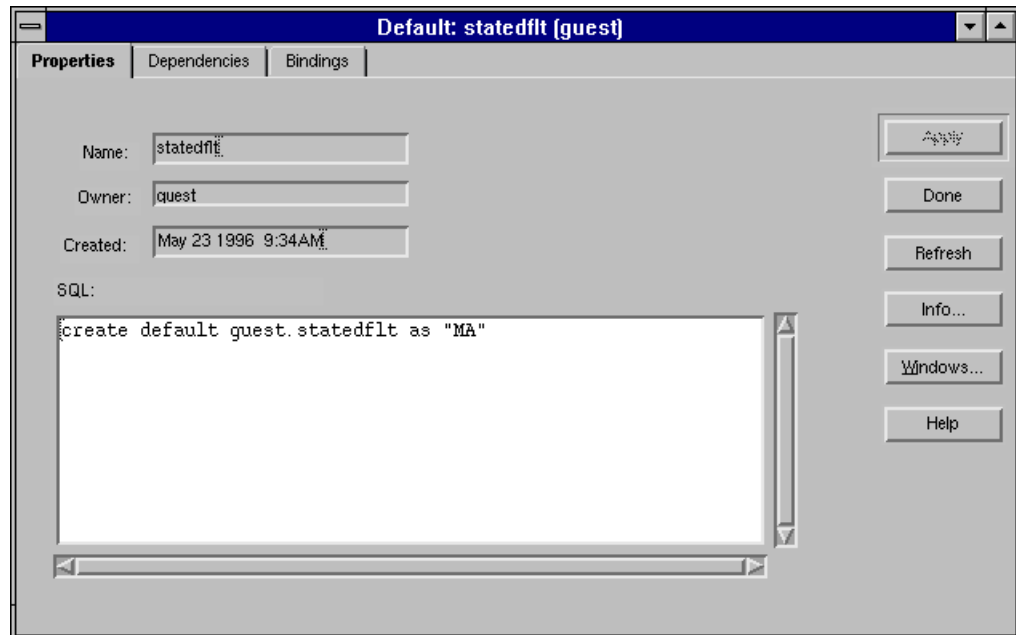 Default: statedflt (guest)
Properties Dependencies Bindings
Name: statedflt
Apply
Owner: guest
Done
Created: May 23 1996 9:34AM
Refresh
SQL:
Info...
create default guest.statedflt as "MA"
Windows...
Help